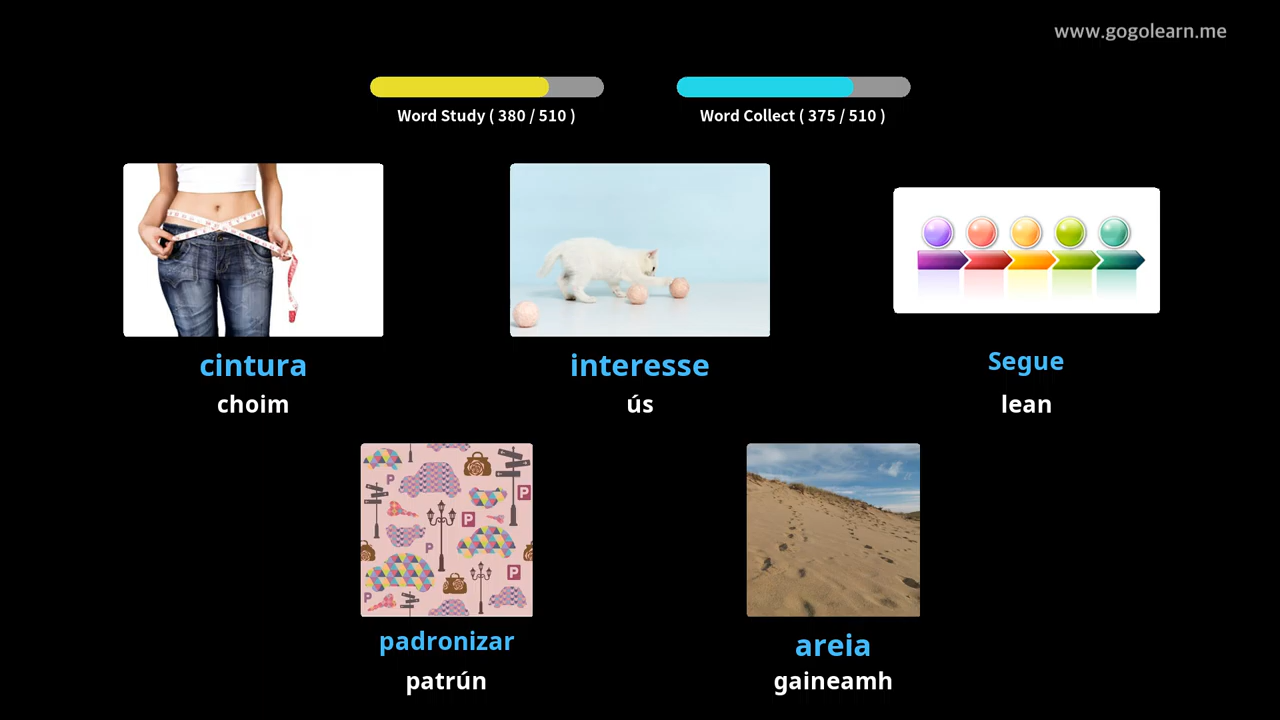 www.gogolearn.me
Word Study ( 380 / 510 )
Word Collect ( 375 / 510 )
cintura
choim
interesse
ús
Segue
lean
P
P
P
P
P
P
padronizar
patrún
areia
gaineamh